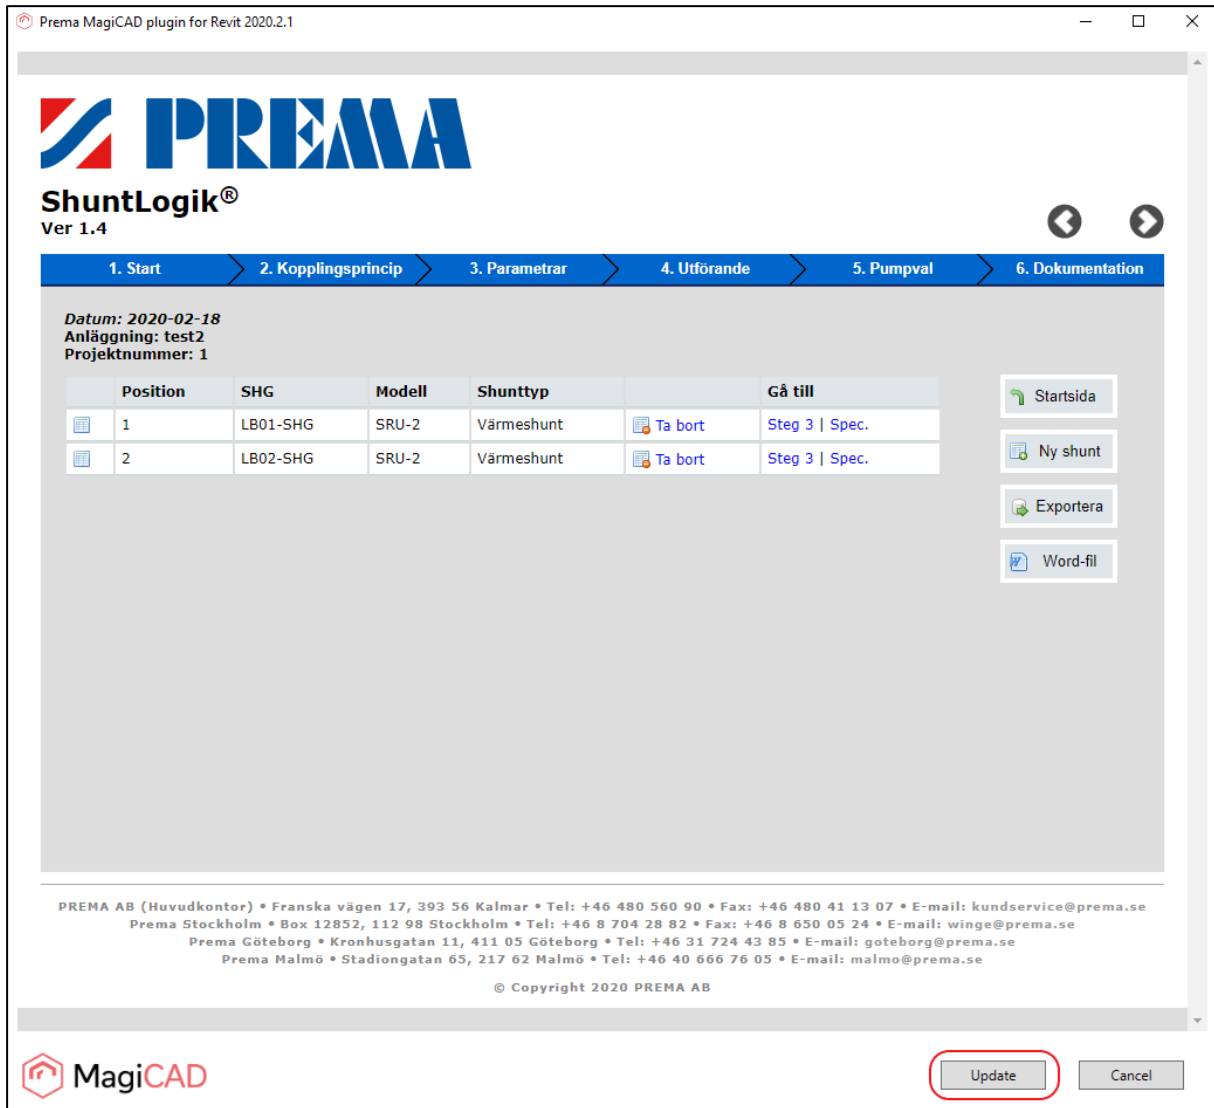 Prema MagiCAD plugin for Revit 2020.2.1
PREMA
ShuntLogik®
Ver 1.4
1. Start 2. Kopplingsprincip 3. Parametrar 4. Utförande 5. Pumpval 6. Dokumentation
Datum: 2020-02-18
Anläggning: test2
Projektnummer: 1
Position SHG Modell Shunttyp Gå till
1 LB01-SHG SRU-2 Värmeshunt Ta bort Steg 3 | Spec.
2 LB02-SHG SRU-2 Värmeshunt Ta bort Steg 3 | Spec.
Startsida
Ny shunt
Exportera
Word-fil
PREMA AB (Huvudkontor) • Franska vägen 17, 393 56 Kalmar • Tel: +46 480 560 90 • Fax: +46 480 41 13 07 • E-mail: kundservice@prema.se
Prema Stockholm • Box 12852, 112 98 Stockholm • Tel: +46 8 704 28 82 • Fax: +46 8 650 05 24 • E-mail: winge@prema.se
Prema Göteborg • Kronhusgatan 11, 411 05 Göteborg • Tel: +46 31 724 43 85 • E-mail: goteborg@prema.se
Prema Malmö • Stadiongatan 65, 217 62 Malmö • Tel: +46 40 666 76 05 • E-mail: malmo@prema.se
© Copyright 2020 PREMA AB
MagiCAD
Update Cancel